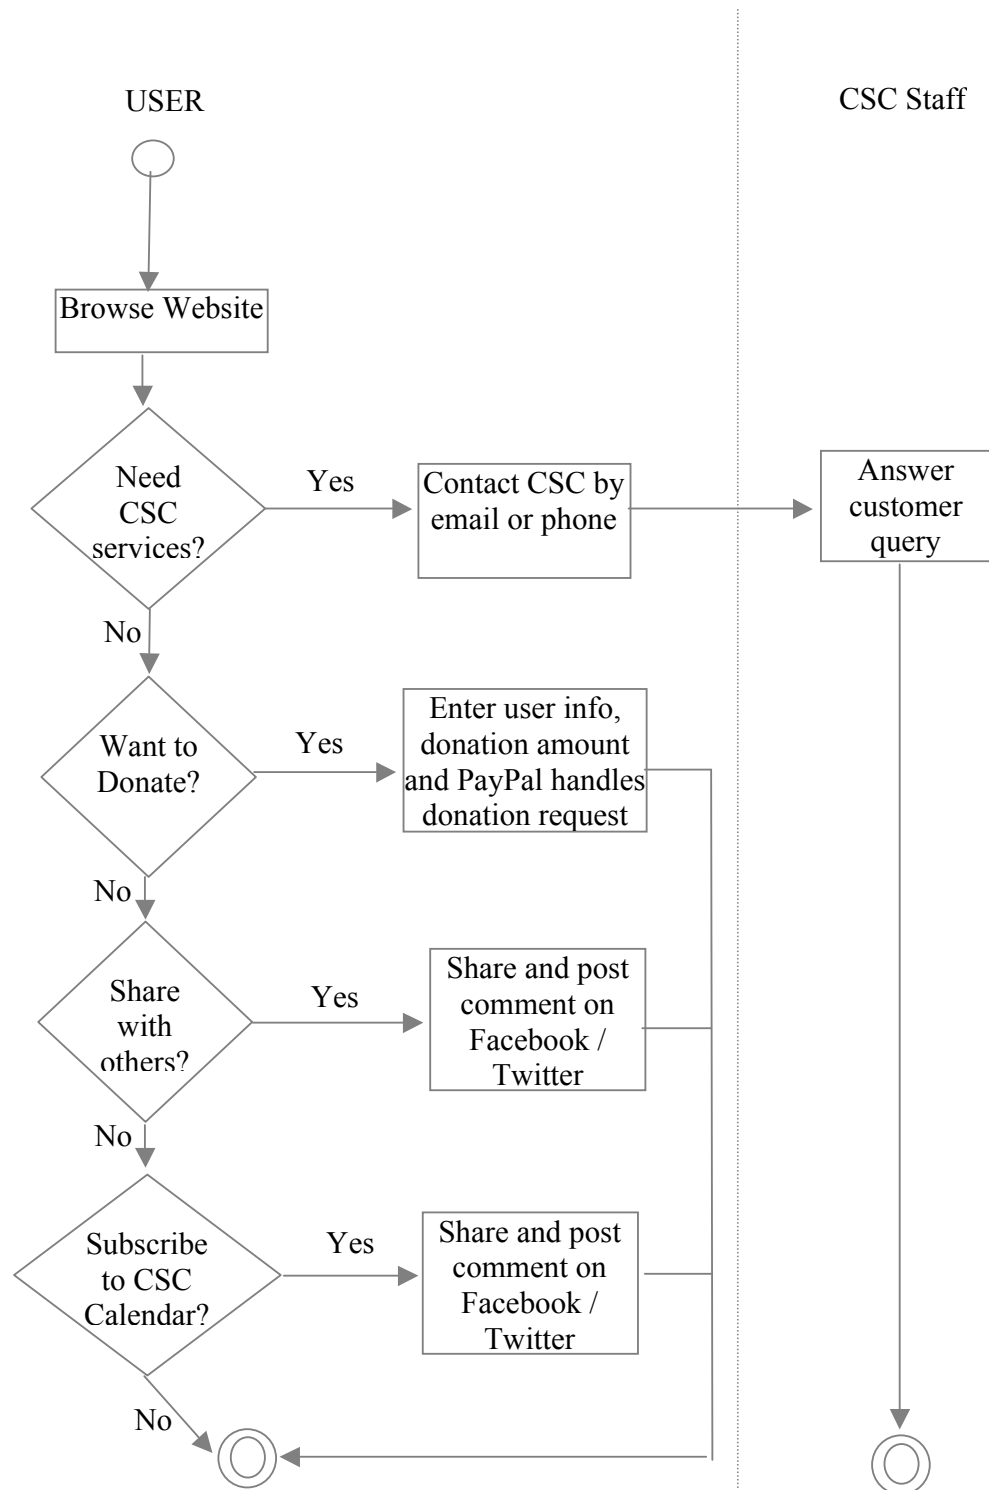 USER
CSC Staff
Browse Website
Need
CSC
services?
Yes
Contact CSC by
email or phone
Answer
customer
query
No
Want to
Donate?
Yes
Enter user info,
donation amount
and PayPal handles
donation request
No
Share
with
others?
Yes
Share and post
comment on
Facebook /
Twitter
No
Subscribe
to CSC
Calendar?
Yes
Share and post
comment on
Facebook /
Twitter
No